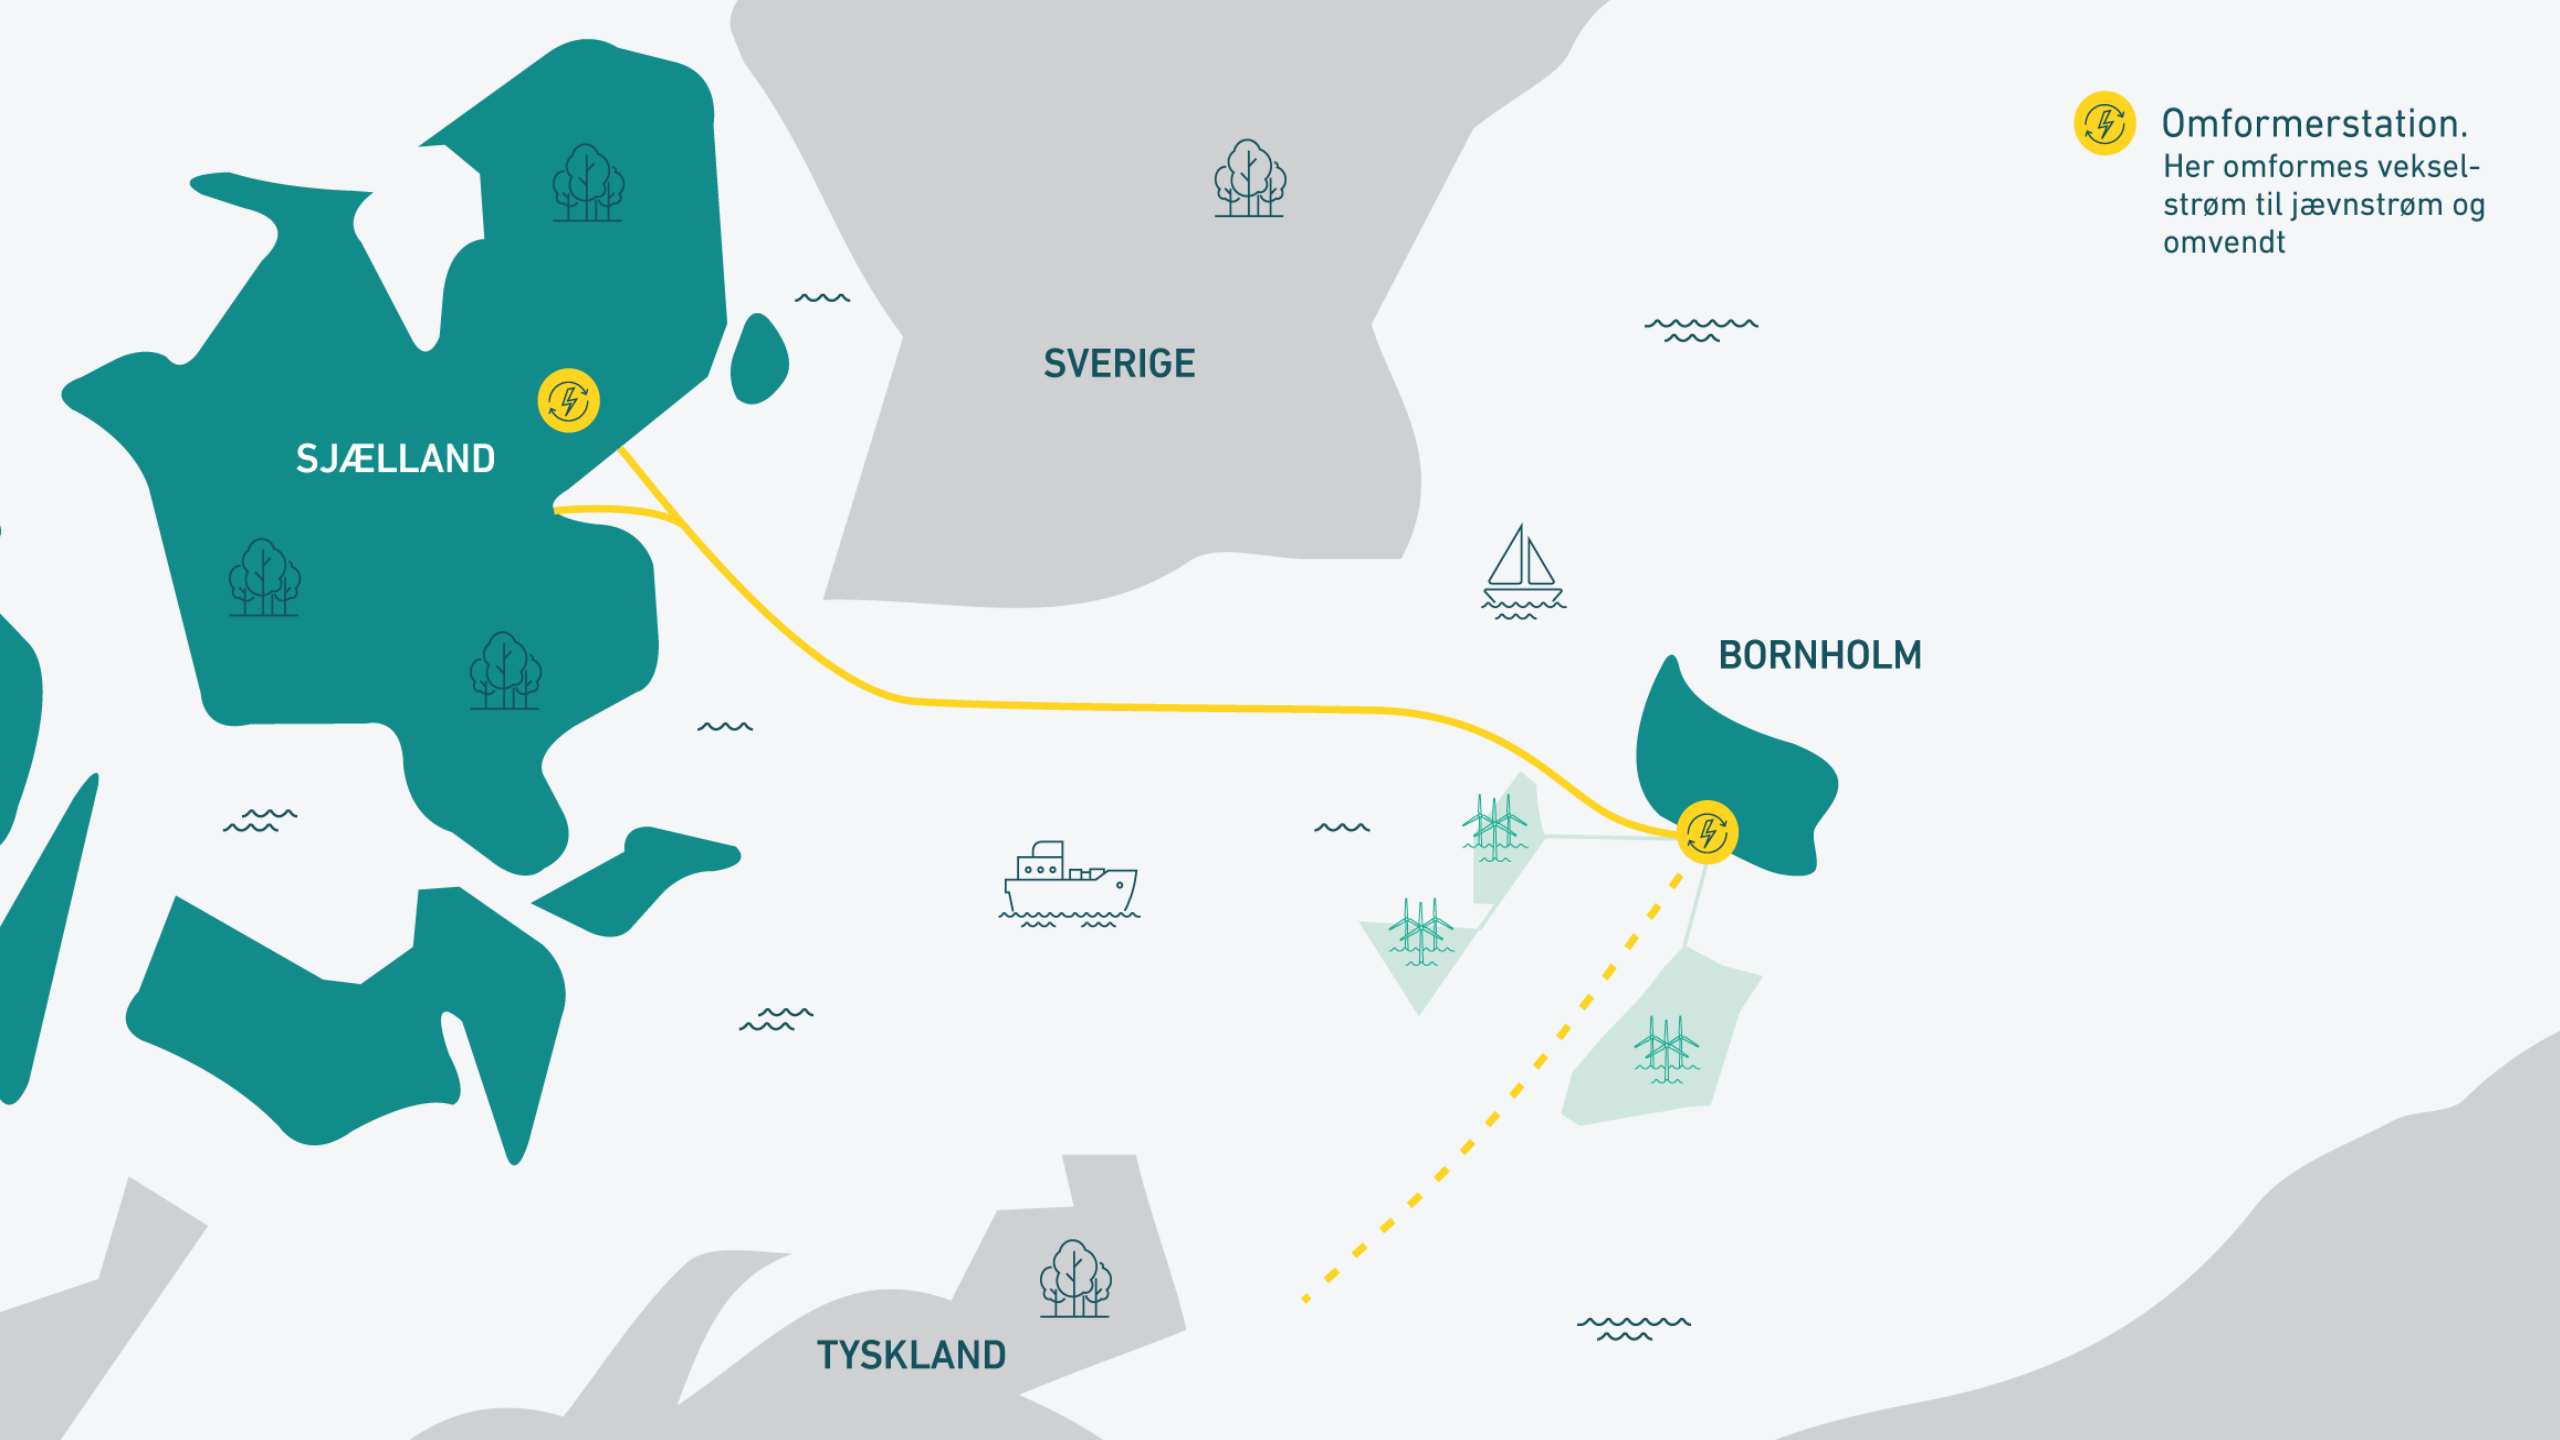 Omformerstation.
Her omformes veksel-
strøm til jævnstrøm og
omvendt
SVERIGE
SJÆLLAND
BORNHOLM
TYSKLAND